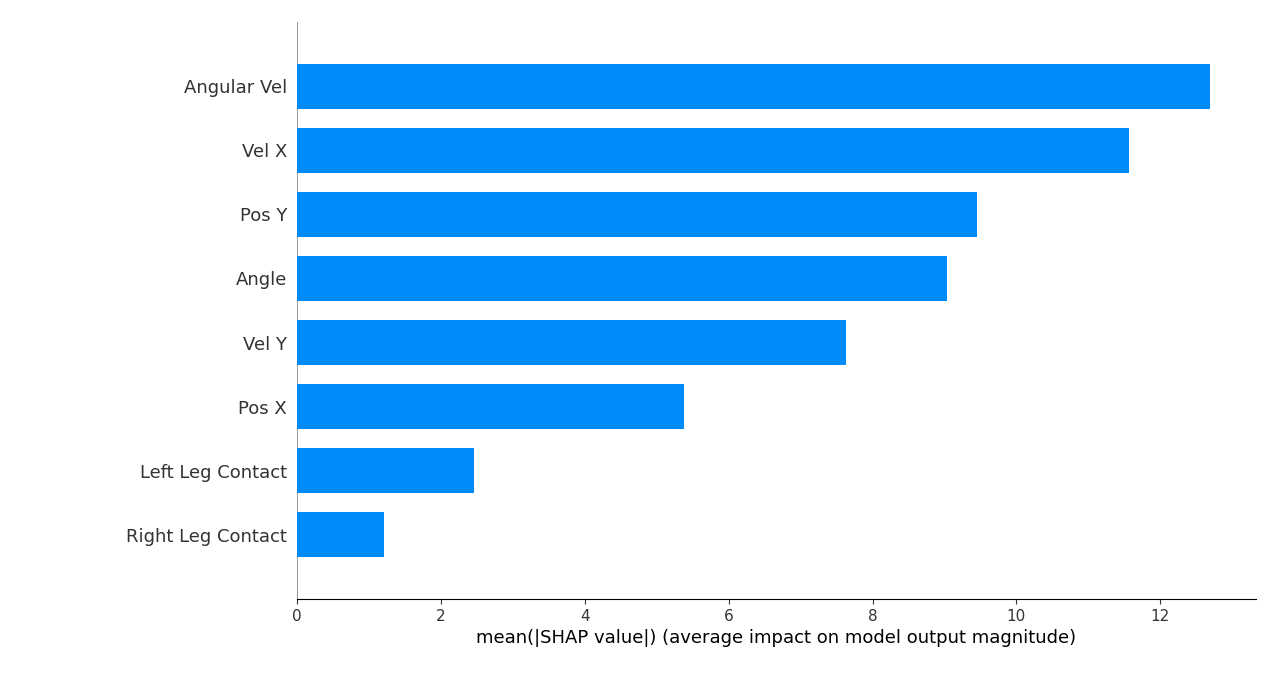 Angular Vel
Vel X
Pos Y
Angle
Vel Y
Pos X
Left Leg Contact
Right Leg Contact
0 2 4 6 8 10 12
mean(|SHAP value|) (average impact on model output magnitude)